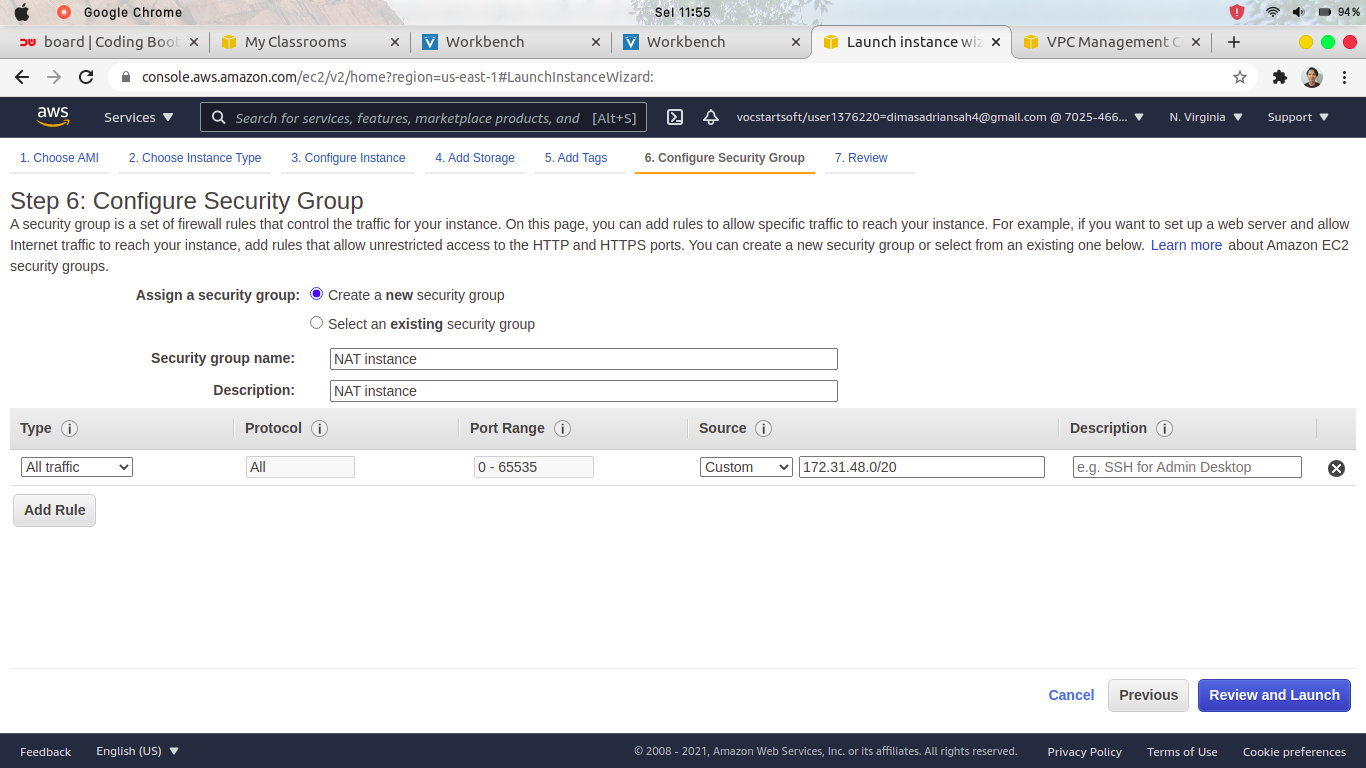 Google Chrome
Sel 11:55
94%
board | Coding Boot
My Classrooms
Workbench
Workbench
Launch instance wiz
VPC Management C
console.aws.amazon.com/ec2/v2/home?region=us-east-1#LaunchInstanceWizard:
aws
Services
Search for services, features, marketplace products, and [Alt+S]
vocstartsoft/user1376220=dimasadriansah4@gmail.com @ 7025-466...
N. Virginia
Support
1. Choose AMI
2. Choose Instance Type
3. Configure Instance
4. Add Storage
5. Add Tags
6. Configure Security Group
7. Review
Step 6: Configure Security Group
A security group is a set of firewall rules that control the traffic for your instance. On this page, you can add rules to allow specific traffic to reach your instance. For example, if you want to set up a web server and allow
Internet traffic to reach your instance, add rules that allow unrestricted access to the HTTP and HTTPS ports. You can create a new security group or select from an existing one below. Learn more about Amazon EC2
security groups.
Assign a security group: Create a new security group
Select an existing security group
Security group name: NAT instance
Description: NAT instance
Type i Protocol i Port Range i Source i Description i
All traffic All 0 - 65535 Custom 172.31.48.0/20 e.g. SSH for Admin Desktop
Add Rule
Cancel Previous Review and Launch
Feedback English (US) © 2008 - 2021, Amazon Web Services, Inc. or its affiliates. All rights reserved. Privacy Policy Terms of Use Cookie preferences